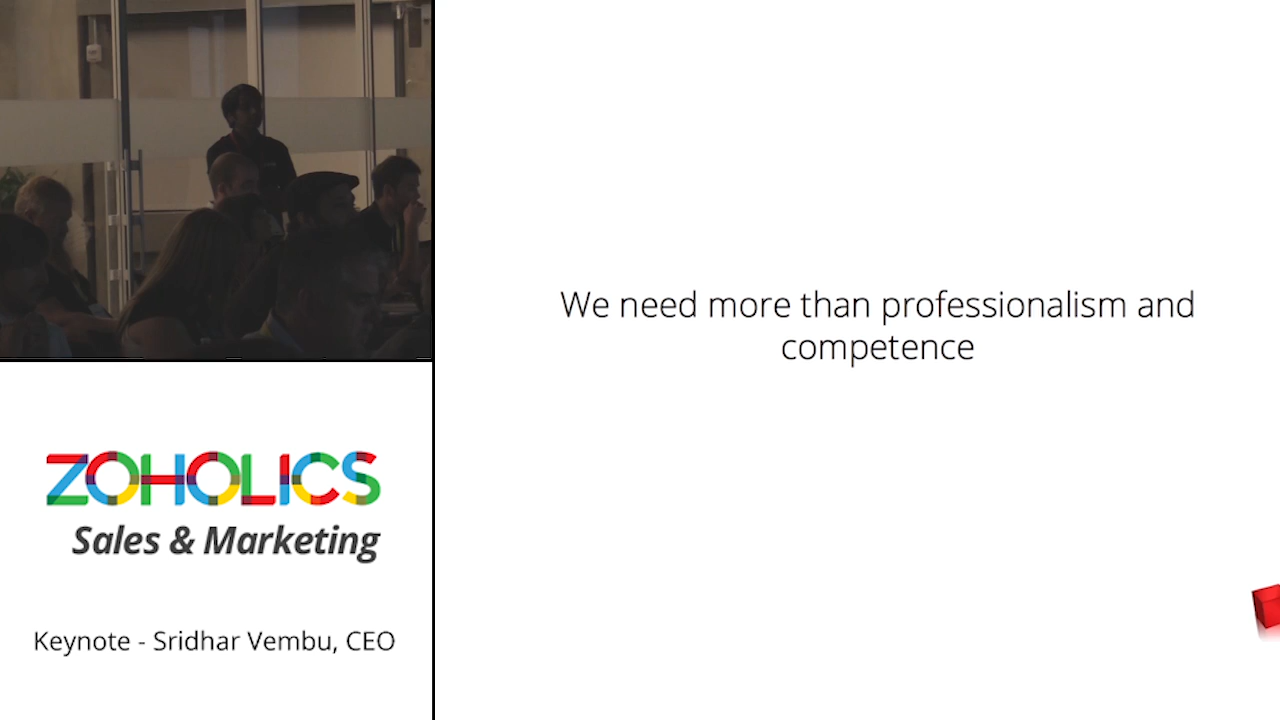 We need more than professionalism and
competence
ZOHOLICS
Sales & Marketing
Keynote - Sridhar Vembu, CEO